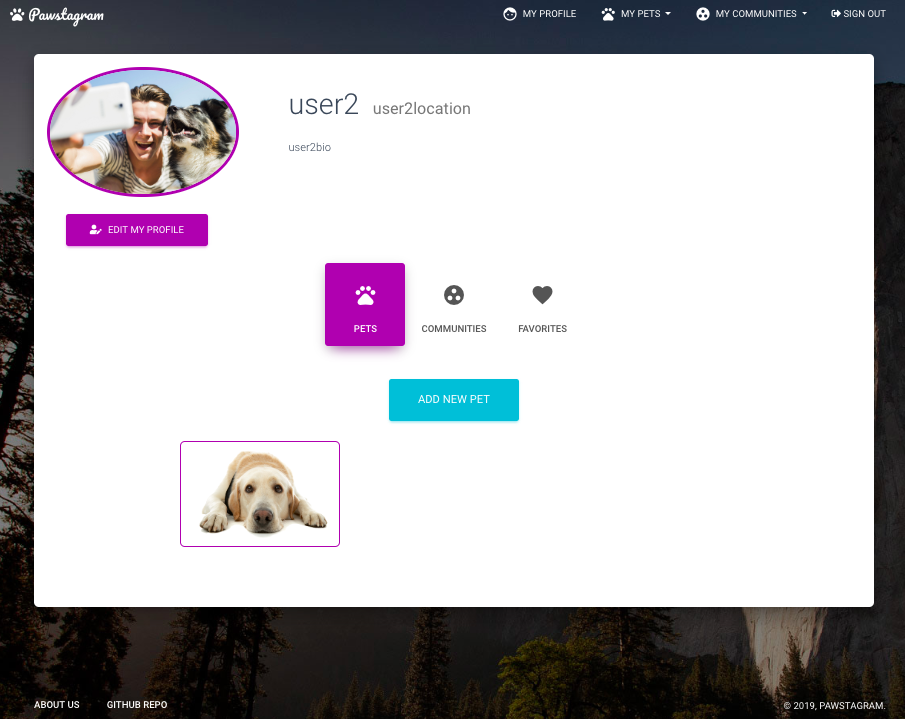 Pawstagram
MY PROFILE
MY PETS
MY COMMUNITIES
SIGN OUT
user2 user2location
user2bio
EDIT MY PROFILE
PETS
COMMUNITIES
FAVORITES
ADD NEW PET
ABOUT US
GITHUB REPO
© 2019, PAWSTAGRAM.